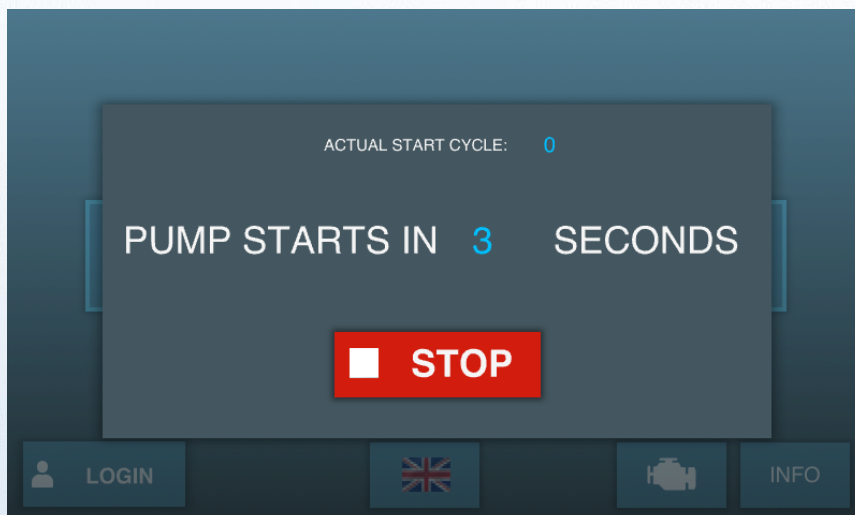 ACTUAL START CYCLE: 0
PUMP STARTS IN 3 SECONDS
STOP
LOGIN
INFO